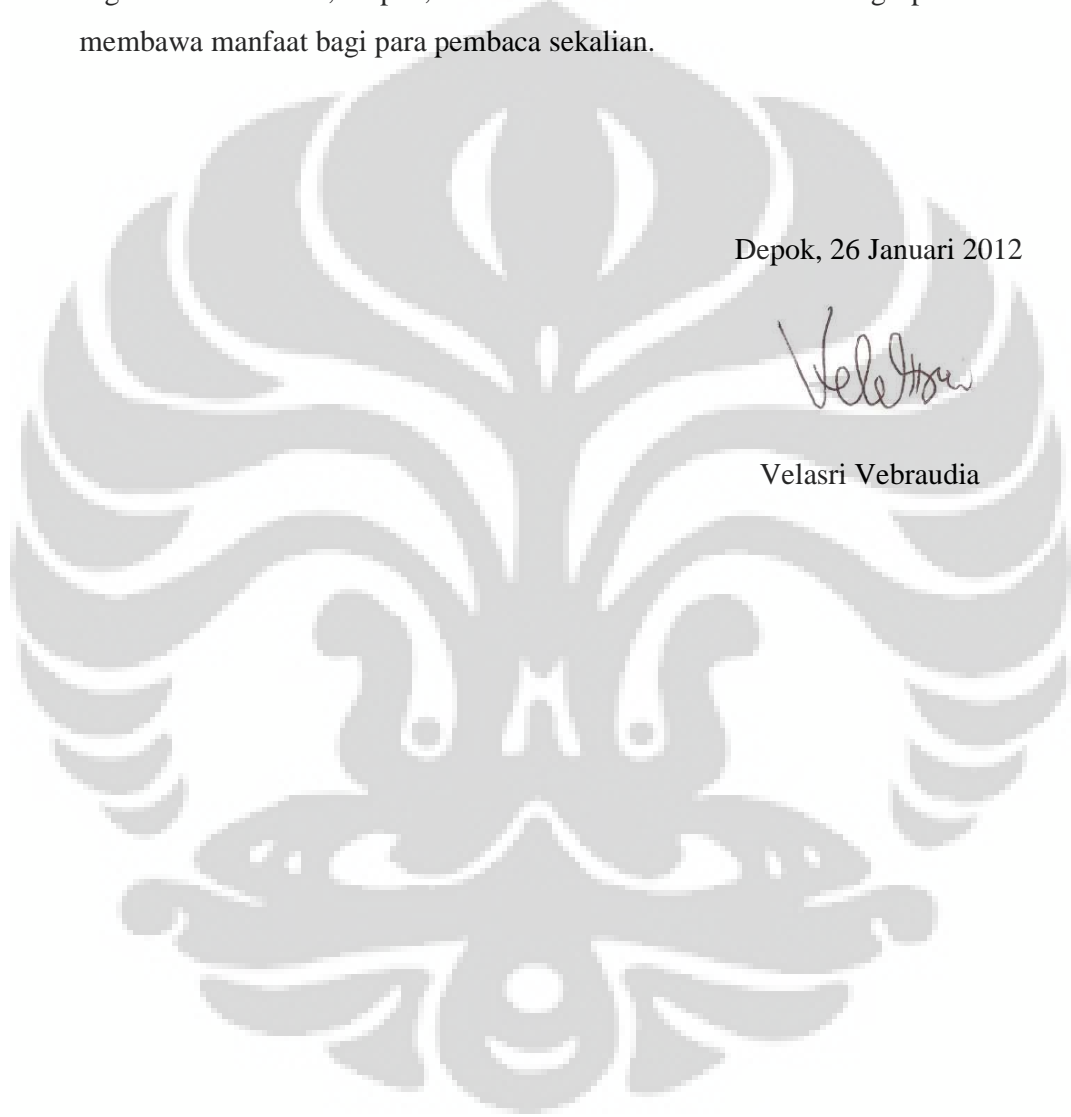 membawa manfaat bagi para pembaca sekalian.
Depok, 26 Januari 2012
Velasri Vebraudia